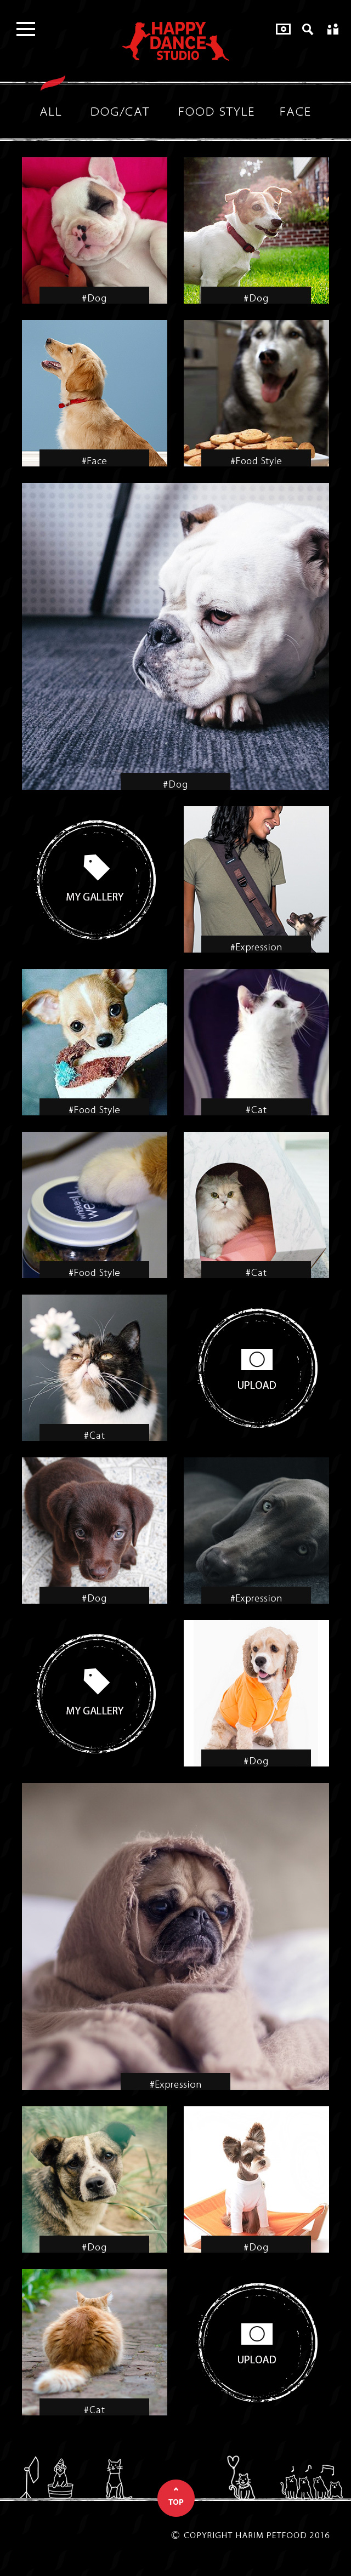 HAPPY
DANCE
STUDIO
ALL DOG/CAT FOOD STYLE FACE
#Dog #Dog
#Face #Food Style
#Dog
MY GALLERY
#Expression
#Food Style #Cat
#Food Style #Cat
#Cat
UPLOAD
#Dog #Expression
MY GALLERY
#Dog
#Expression
#Dog #Dog
#Cat
UPLOAD
TOP
© COPYRIGHT HARIM PETFOOD 2016